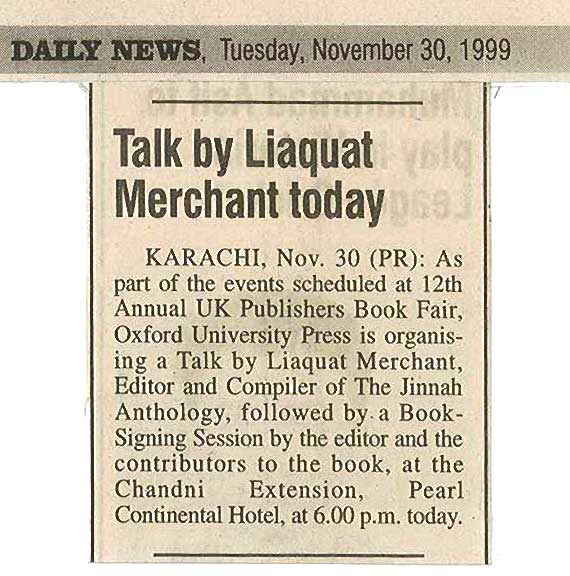 DAILY NEWS, Tuesday, November 30, 1999
Talk by Liaquat
Merchant today
KARACHI, Nov. 30 (PR): As
part of the events scheduled at 12th
Annual UK Publishers Book Fair,
Oxford University Press is organis-
ing a Talk by Liaquat Merchant,
Editor and Compiler of The Jinnah
Anthology, followed by a Book-
Signing Session by the editor and the
contributors to the book, at the
Chandni Extension, Pearl
Continental Hotel, at 6.00 p.m. today.